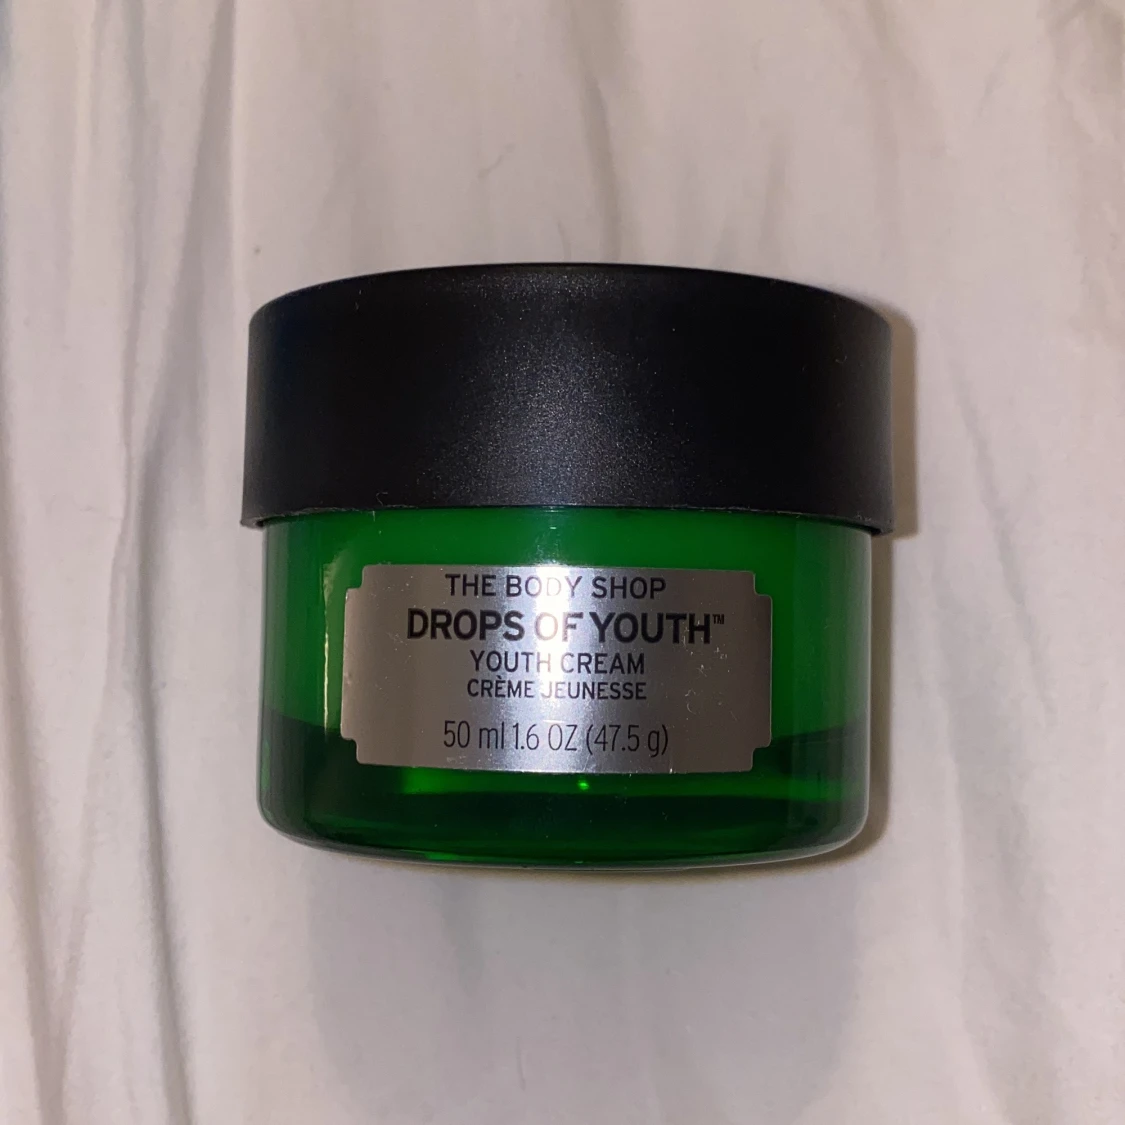 THE BODY SHOP
DROPS OF YOUTH™
YOUTH CREAM
CRÈME JEUNESSE
50 ml 1.6 OZ (47.5 g)